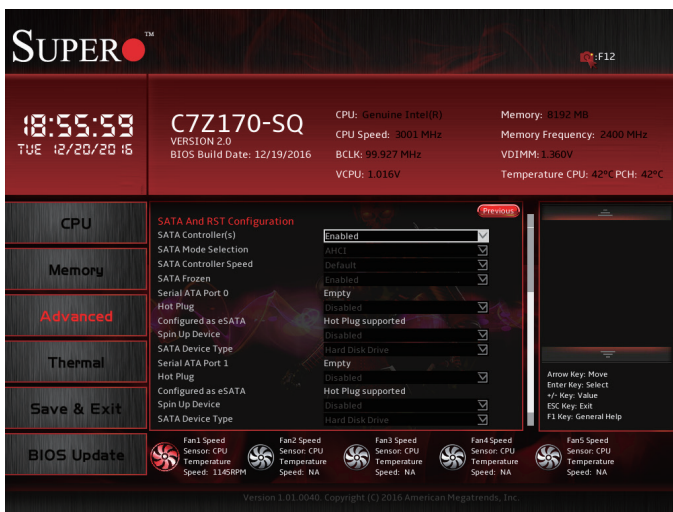 SUPER TM
:F12
18:55:59
TUE 12/20/2016
C7Z170-SQ
VERSION 2.0
BIOS Build Date: 12/19/2016
CPU: Genuine Intel(R)
CPU Speed: 3001 MHz
BCLK: 99.927 MHz
VCPU: 1.016V
Memory: 8192 MB
Memory Frequency: 2400 MHz
VDIMM: 1.360V
Temperature CPU: 42°C PCH: 42°C
CPU
Memory
Advanced
Thermal
Save & Exit
BIOS Update
Previous
SATA And RST Configuration
SATA Controller(s) Enabled
SATA Mode Selection AHCI
SATA Controller Speed Default
SATA Frozen Enabled
Serial ATA Port 0 Empty
Hot Plug Disabled
Configured as eSATA Hot Plug supported
Spin Up Device Disabled
SATA Device Type Hard Disk Drive
Serial ATA Port 1 Empty
Hot Plug Disabled
Configured as eSATA Hot Plug supported
Spin Up Device Disabled
SATA Device Type Hard Disk Drive
Arrow Key: Move
Enter Key: Select
+/- Key: Value
ESC Key: Exit
F1 Key: General Help
Fan1 Speed
Sensor: CPU
Temperature
Speed: 1145RPM
Fan2 Speed
Sensor: CPU
Temperature
Speed: NA
Fan3 Speed
Sensor: CPU
Temperature
Speed: NA
Fan4 Speed
Sensor: CPU
Temperature
Speed: NA
Fan5 Speed
Sensor: CPU
Temperature
Speed: NA
Version 1.01.0040. Copyright (C) 2016 American Megatrends, Inc.